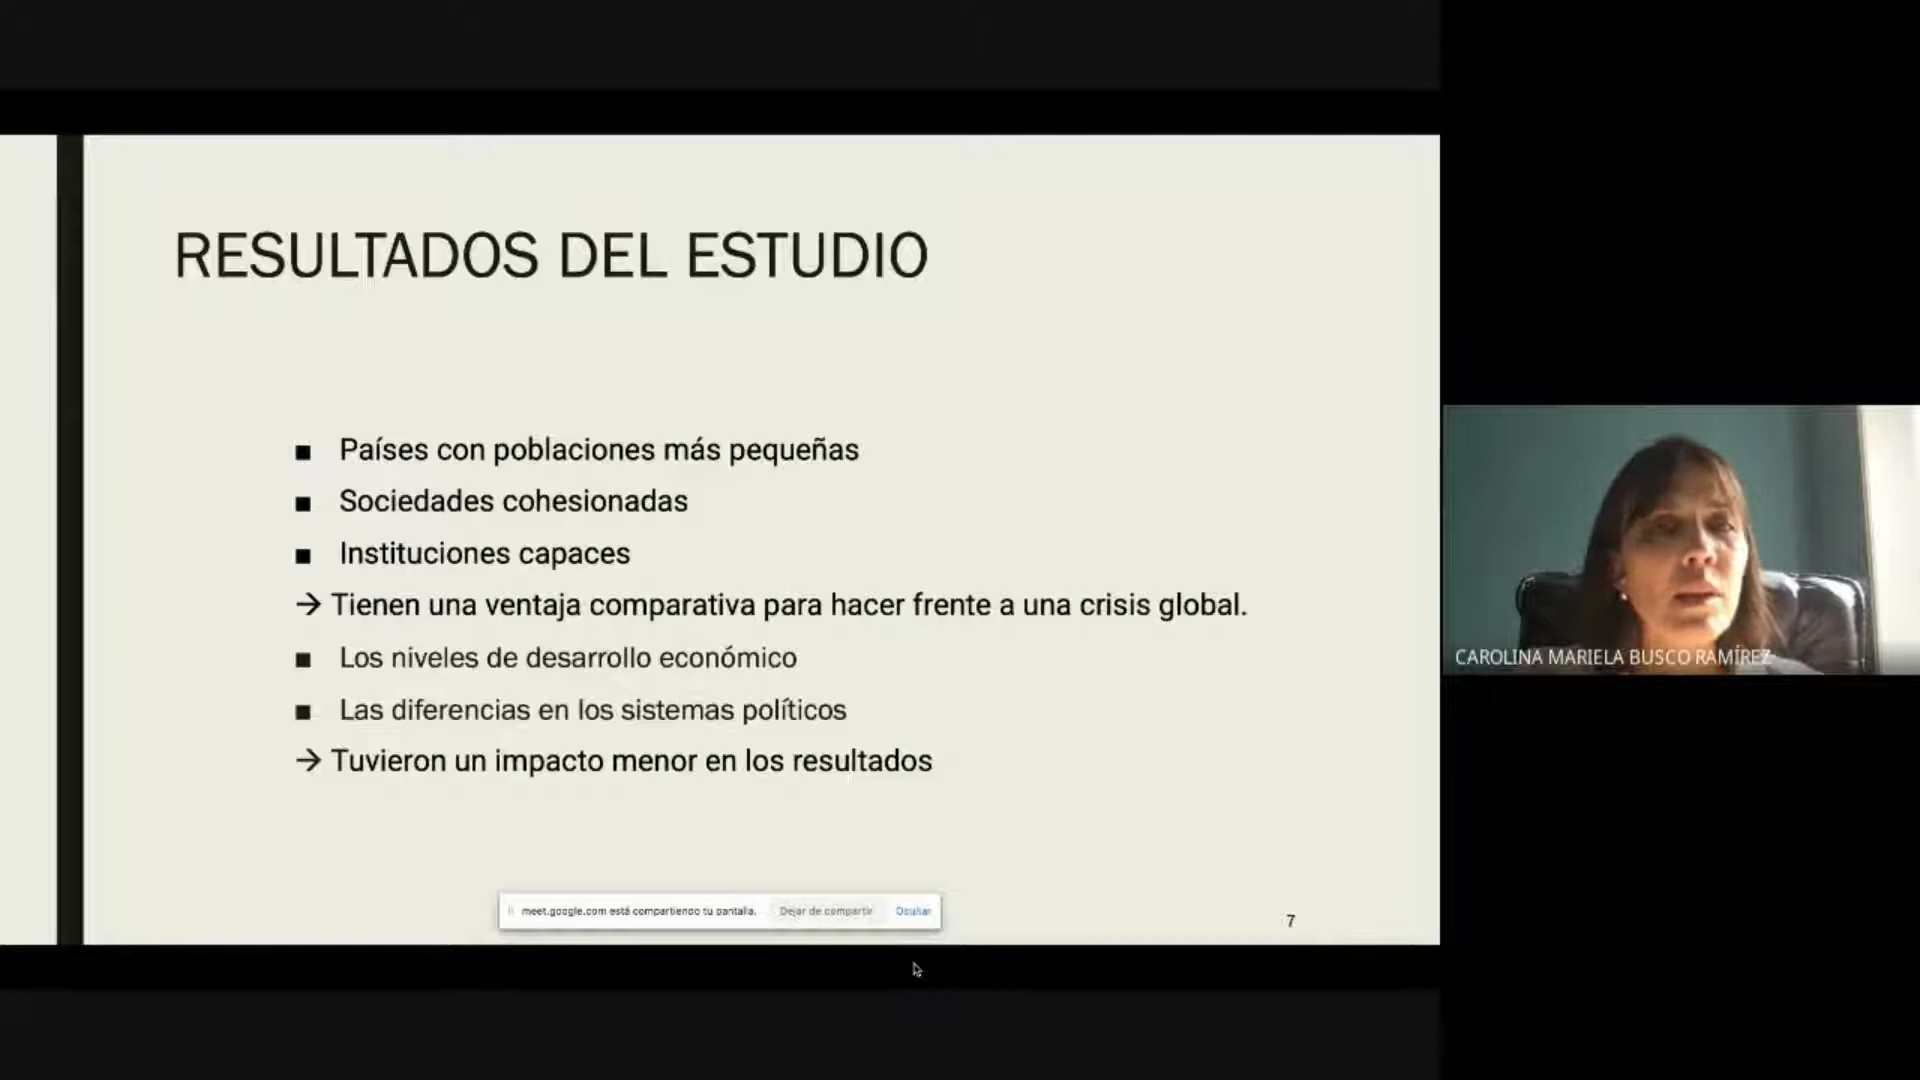 RESULTADOS DEL ESTUDIO
■ Países con poblaciones más pequeñas
■ Sociedades cohesionadas
■ Instituciones capaces
→ Tienen una ventaja comparativa para hacer frente a una crisis global.
■ Los niveles de desarrollo económico
■ Las diferencias en los sistemas políticos
→ Tuvieron un impacto menor en los resultados
meet.google.com está compartiendo tu pantalla. Dejar de compartir Ocultar
7
CAROLINA MARIELA BUSCO RAMÍREZ